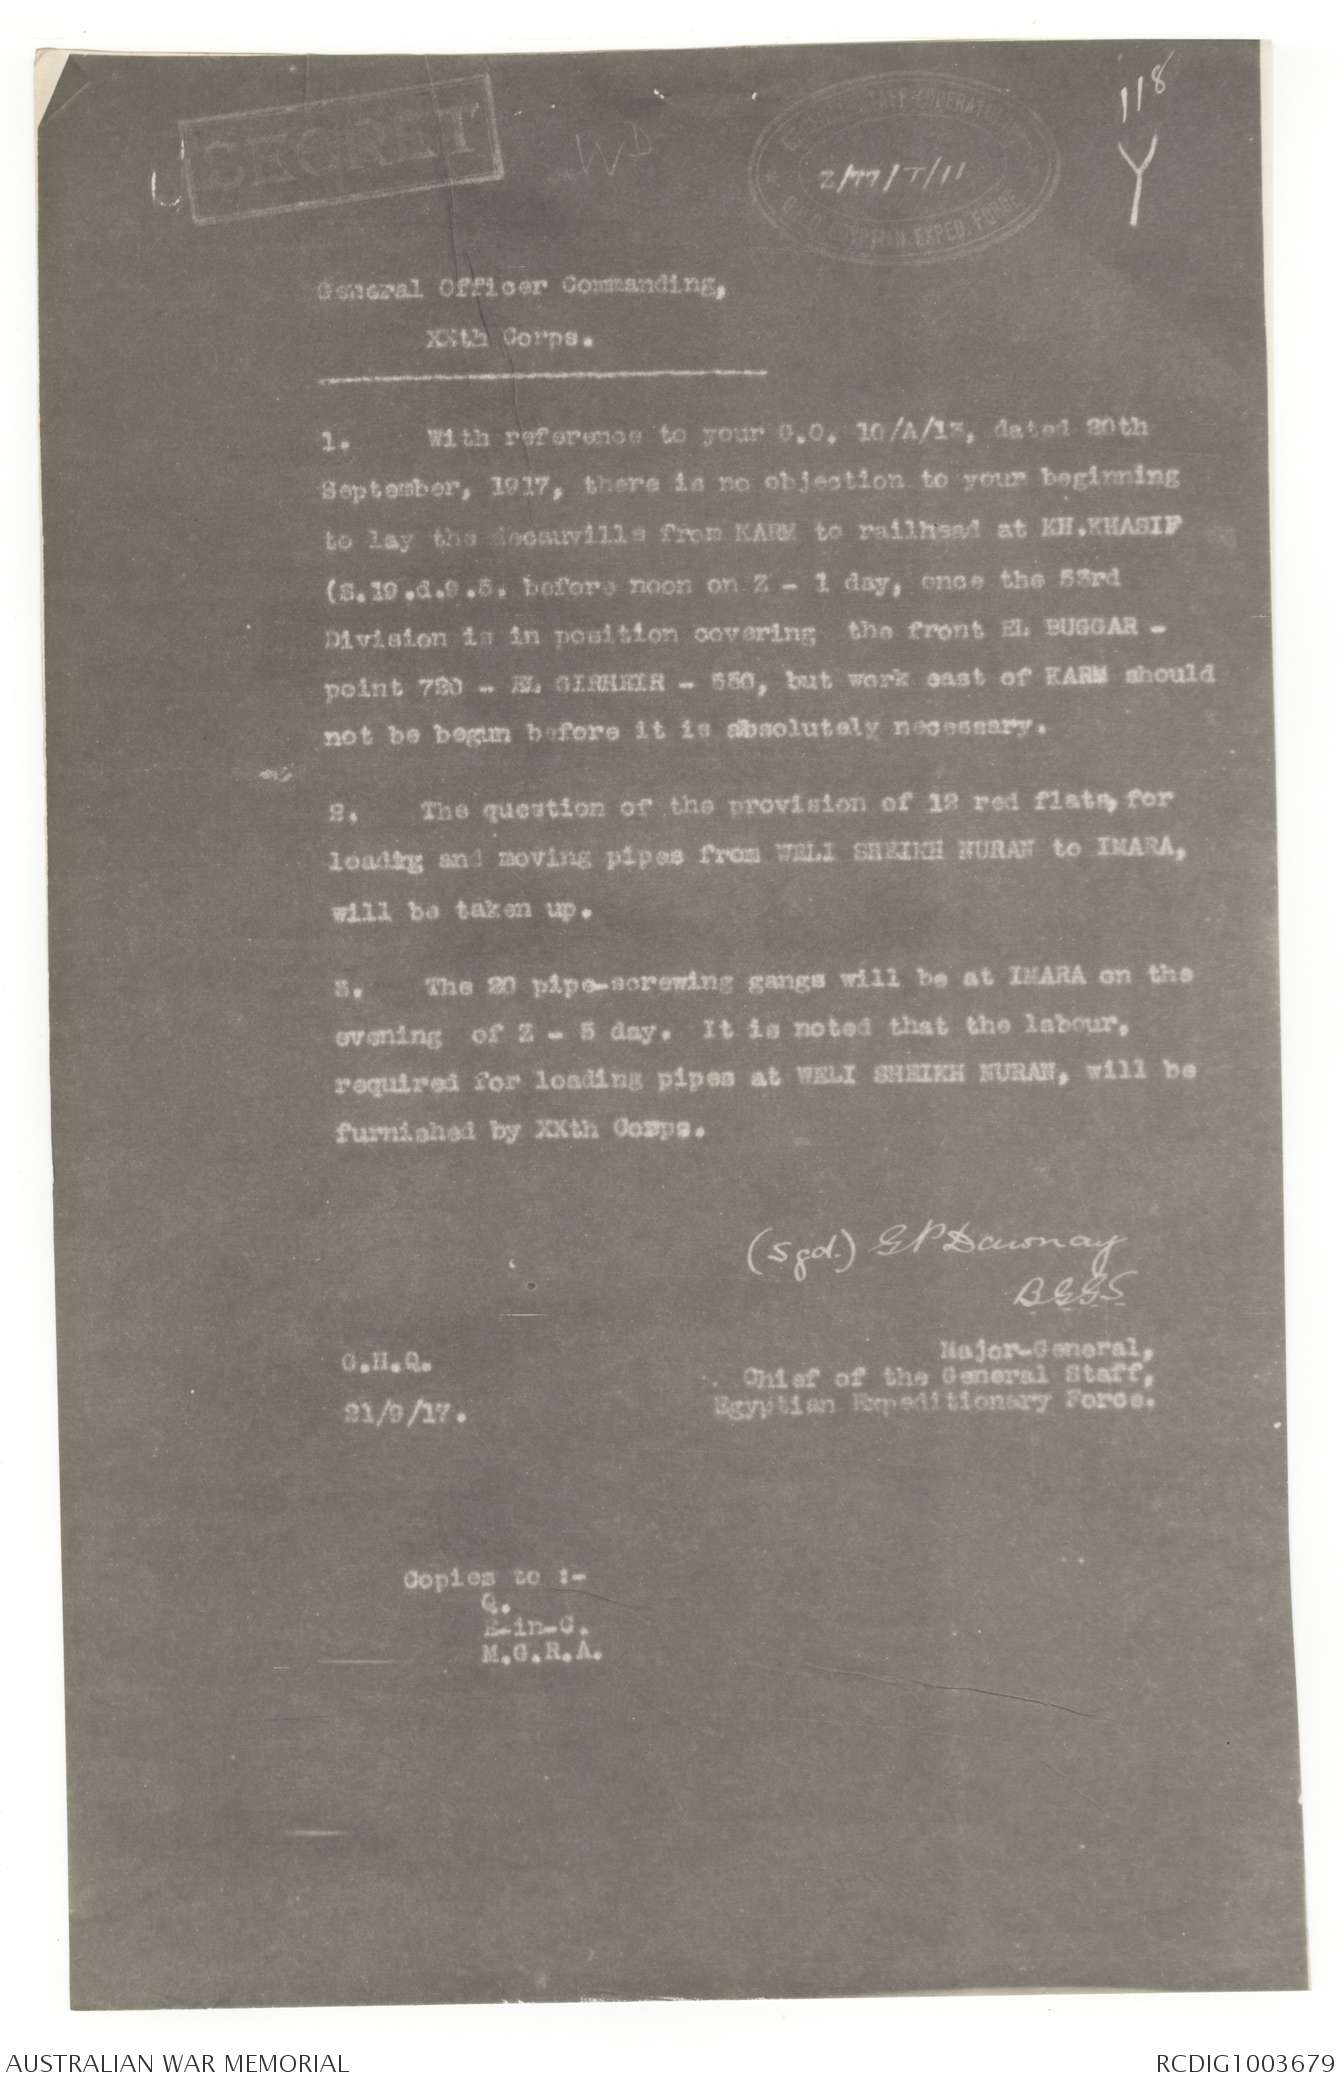 SECRET
WD
GENERAL STAFF (OPERATIONS)
Z/77/T/11
G.H.Q. EGYPTIAN EXPED. FORCE
118
Y
General Officer Commanding,
XXth Corps.
1. With reference to your G.O. 10/A/13, dated 20th
September, 1917, there is no objection to your beginning
to lay the decauville from KARM to railhead at KH.KHASIF
(S.19.d.9.5. before noon on Z - 1 day, once the 53rd
Division is in position covering the front EL BUGGAR -
point 720 - EL GIRHEIR - 550, but work east of KARM should
not be begun before it is absolutely necessary.
2. The question of the provision of 12 red flats, for
loading and moving pipes from WELI SHEIKH NURAN to IMARA,
will be taken up.
3. The 20 pipe-screwing gangs will be at IMARA on the
evening of Z - 5 day. It is noted that the labour,
required for loading pipes at WELI SHEIKH NURAN, will be
furnished by XXth Corps.
(Sgd.) G P Dawnay
BGGS
Major-General,
Chief of the General Staff,
Egyptian Expeditionary Force.
G.H.Q.
21/9/17.
Copies to :-
Q.
E-in-C.
M.G.R.A.
AUSTRALIAN WAR MEMORIAL
RCDIG1003679